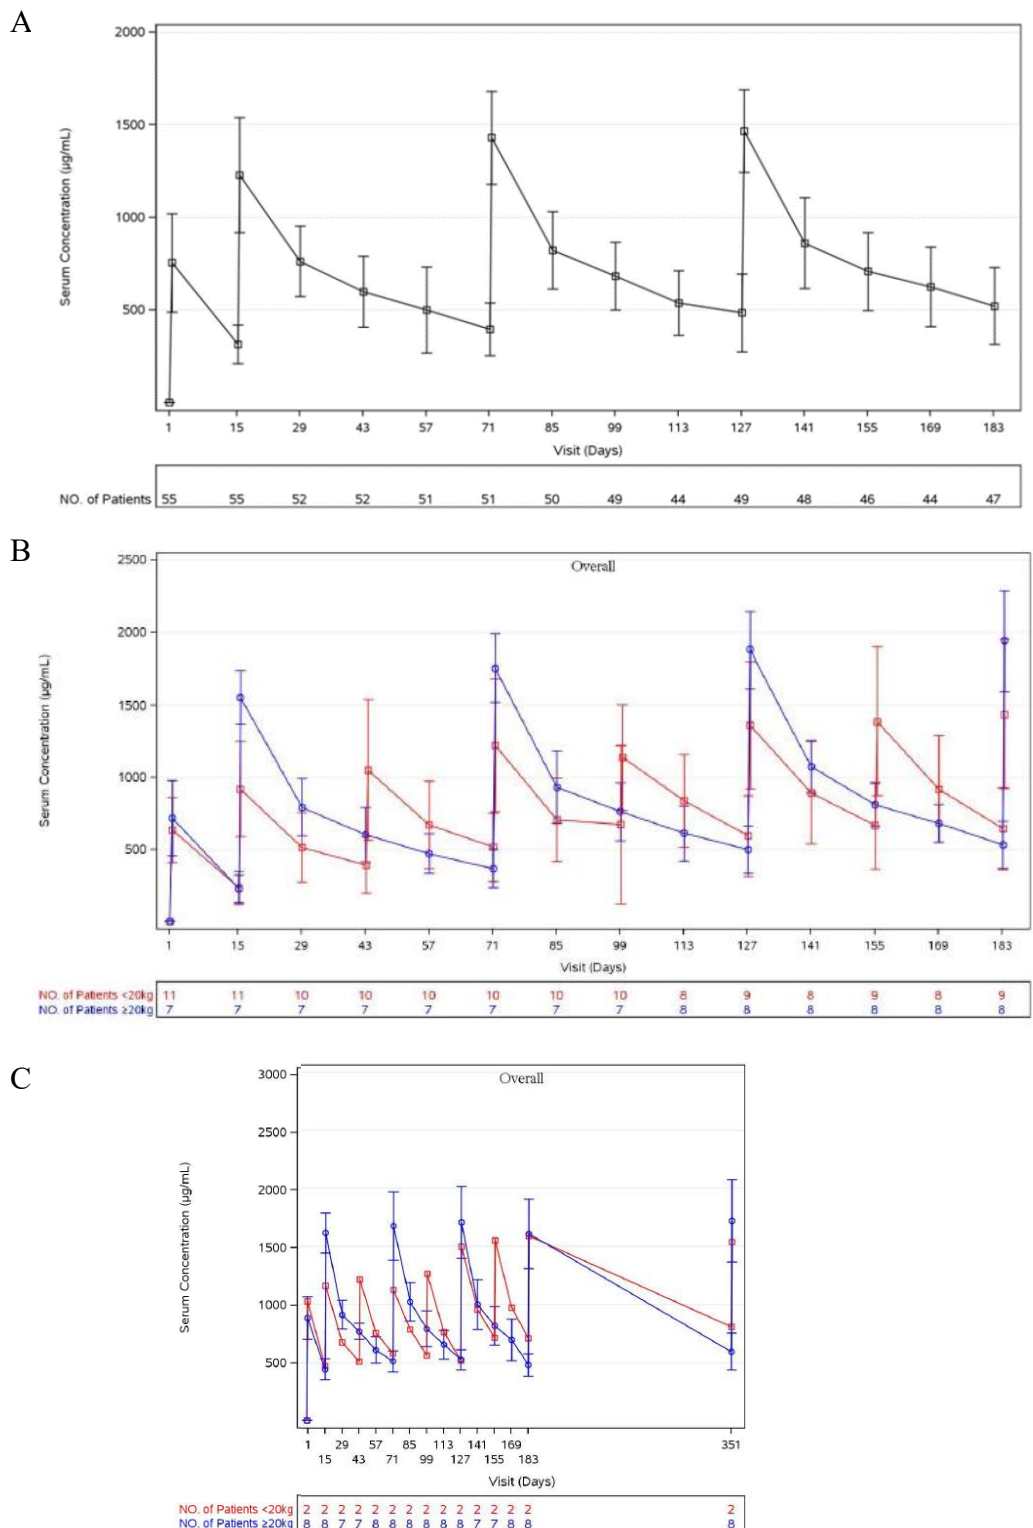 A
2000
1500
1000
500
Serum Concentration (µg/mL)
1 15 29 43 57 71 85 99 113 127 141 155 169 183
Visit (Days)
NO. of Patients 55 55 52 52 51 51 50 49 44 49 48 46 44 47
B
Overall
2500
2000
1500
1000
500
Serum Concentration (µg/mL)
1 15 29 43 57 71 85 99 113 127 141 155 169 183
Visit (Days)
NO. of Patients <20kg 11 11 10 10 10 10 10 10 8 9 8 9 8 9
NO. of Patients ≥20kg 7 7 7 7 7 7 7 7 8 8 8 8 8 8
C
Overall
3000
2500
2000
1500
1000
500
Serum Concentration (µg/mL)
1 29 57 85 113 141 169 351
15 43 71 99 127 155 183
Visit (Days)
NO. of Patients <20kg 2 2 2 2 2 2 2 2 2 2 2 2 2 2 2
NO. of Patients ≥20kg 8 8 7 7 8 8 8 8 8 8 7 7 8 8 8